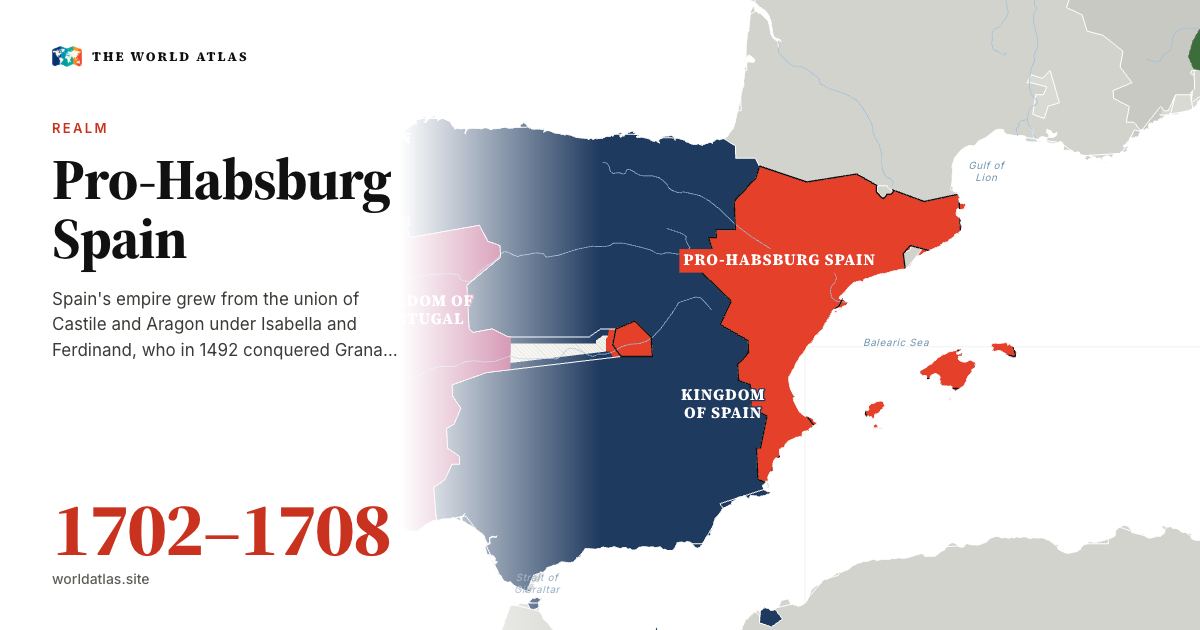 THE WORLD ATLAS
REALM
Pro-Habsburg
Spain
Spain's empire grew from the union of
Castile and Aragon under Isabella and
Ferdinand, who in 1492 conquered Grana...
1702–1708
worldatlas.site
Gulf of
Lion
PRO-HABSBURG SPAIN
DOM OF
TUGAL
Balearic Sea
KINGDOM
OF SPAIN
Strait of
Gibraltar